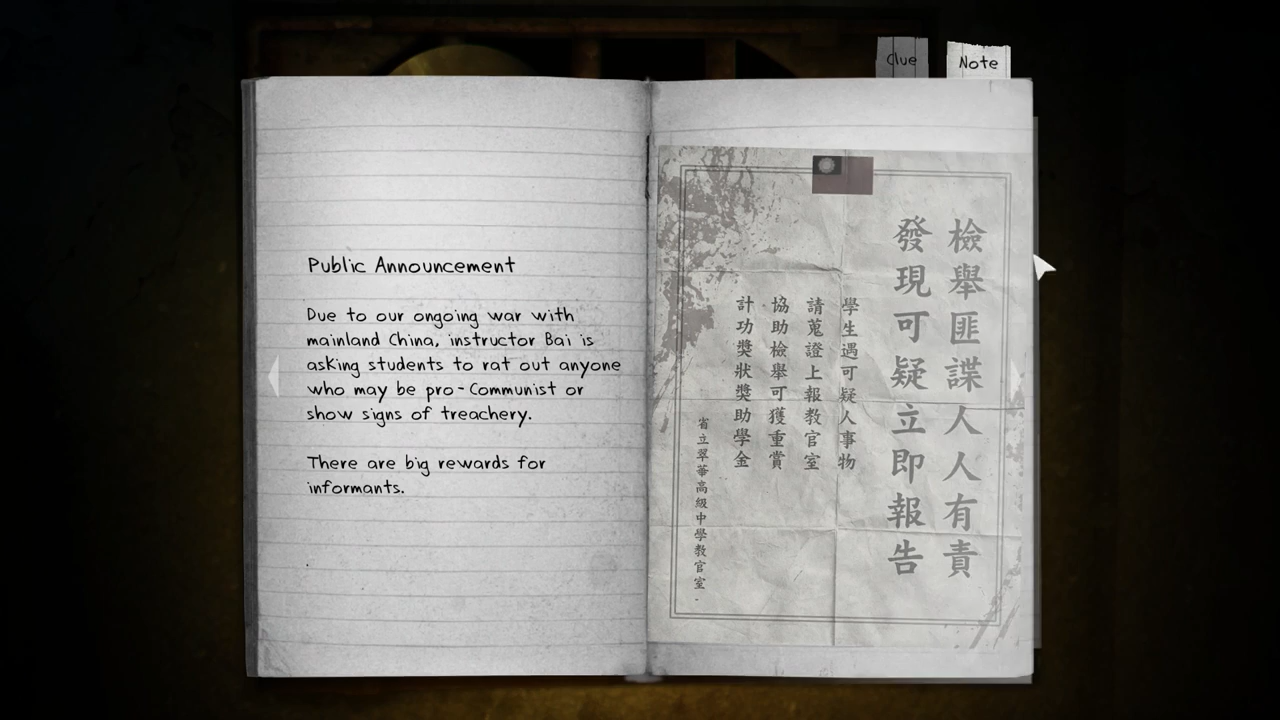 Clue
Note
Public Announcement
Due to our ongoing war with
mainland China, instructor Bai is
asking students to rat out anyone
who may be pro-Communist or
show signs of treachery.
There are big rewards for
informants.
檢舉匪諜人人有責
發現可疑立即報告
學生遇可疑人事物
請蒐證上報教官室
協助檢舉可獲重賞
計功獎狀獎助學金
省立翠華高級中學教官室